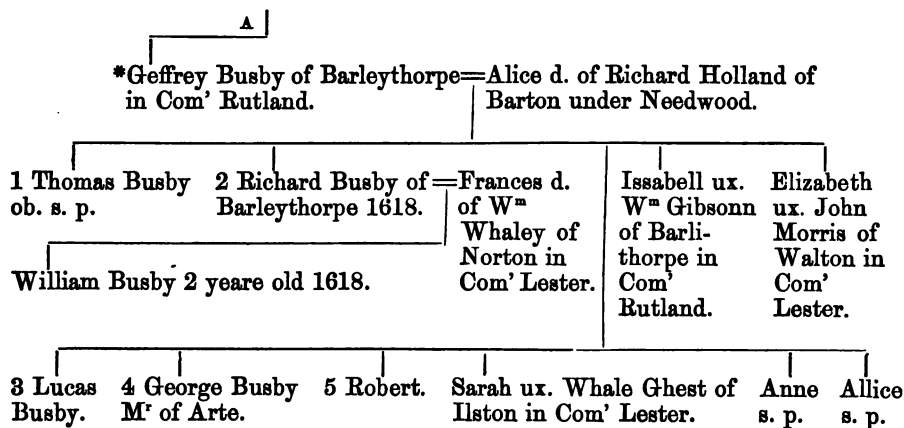 A
*Geffrey Busby of Barleythorpe=Alice d. of Richard Holland of
in Com' Rutland. Barton under Needwood.
1 Thomas Busby
ob. s. p.
2 Richard Busby of=Frances d.
Barleythorpe 1618. of Wᵐ
Whaley of
Norton in
Com' Lester.
Issabell ux.
Wᵐ Gibsonn
of Barli-
thorpe in
Com'
Rutland.
Elizabeth
ux. John
Morris of
Walton in
Com'
Lester.
William Busby 2 yeare old 1618.
3 Lucas
Busby.
4 George Busby
Mʳ of Arte.
5 Robert.
Sarah ux. Whale Ghest of
Ilston in Com' Lester.
Anne
s. p.
Allice
s. p.